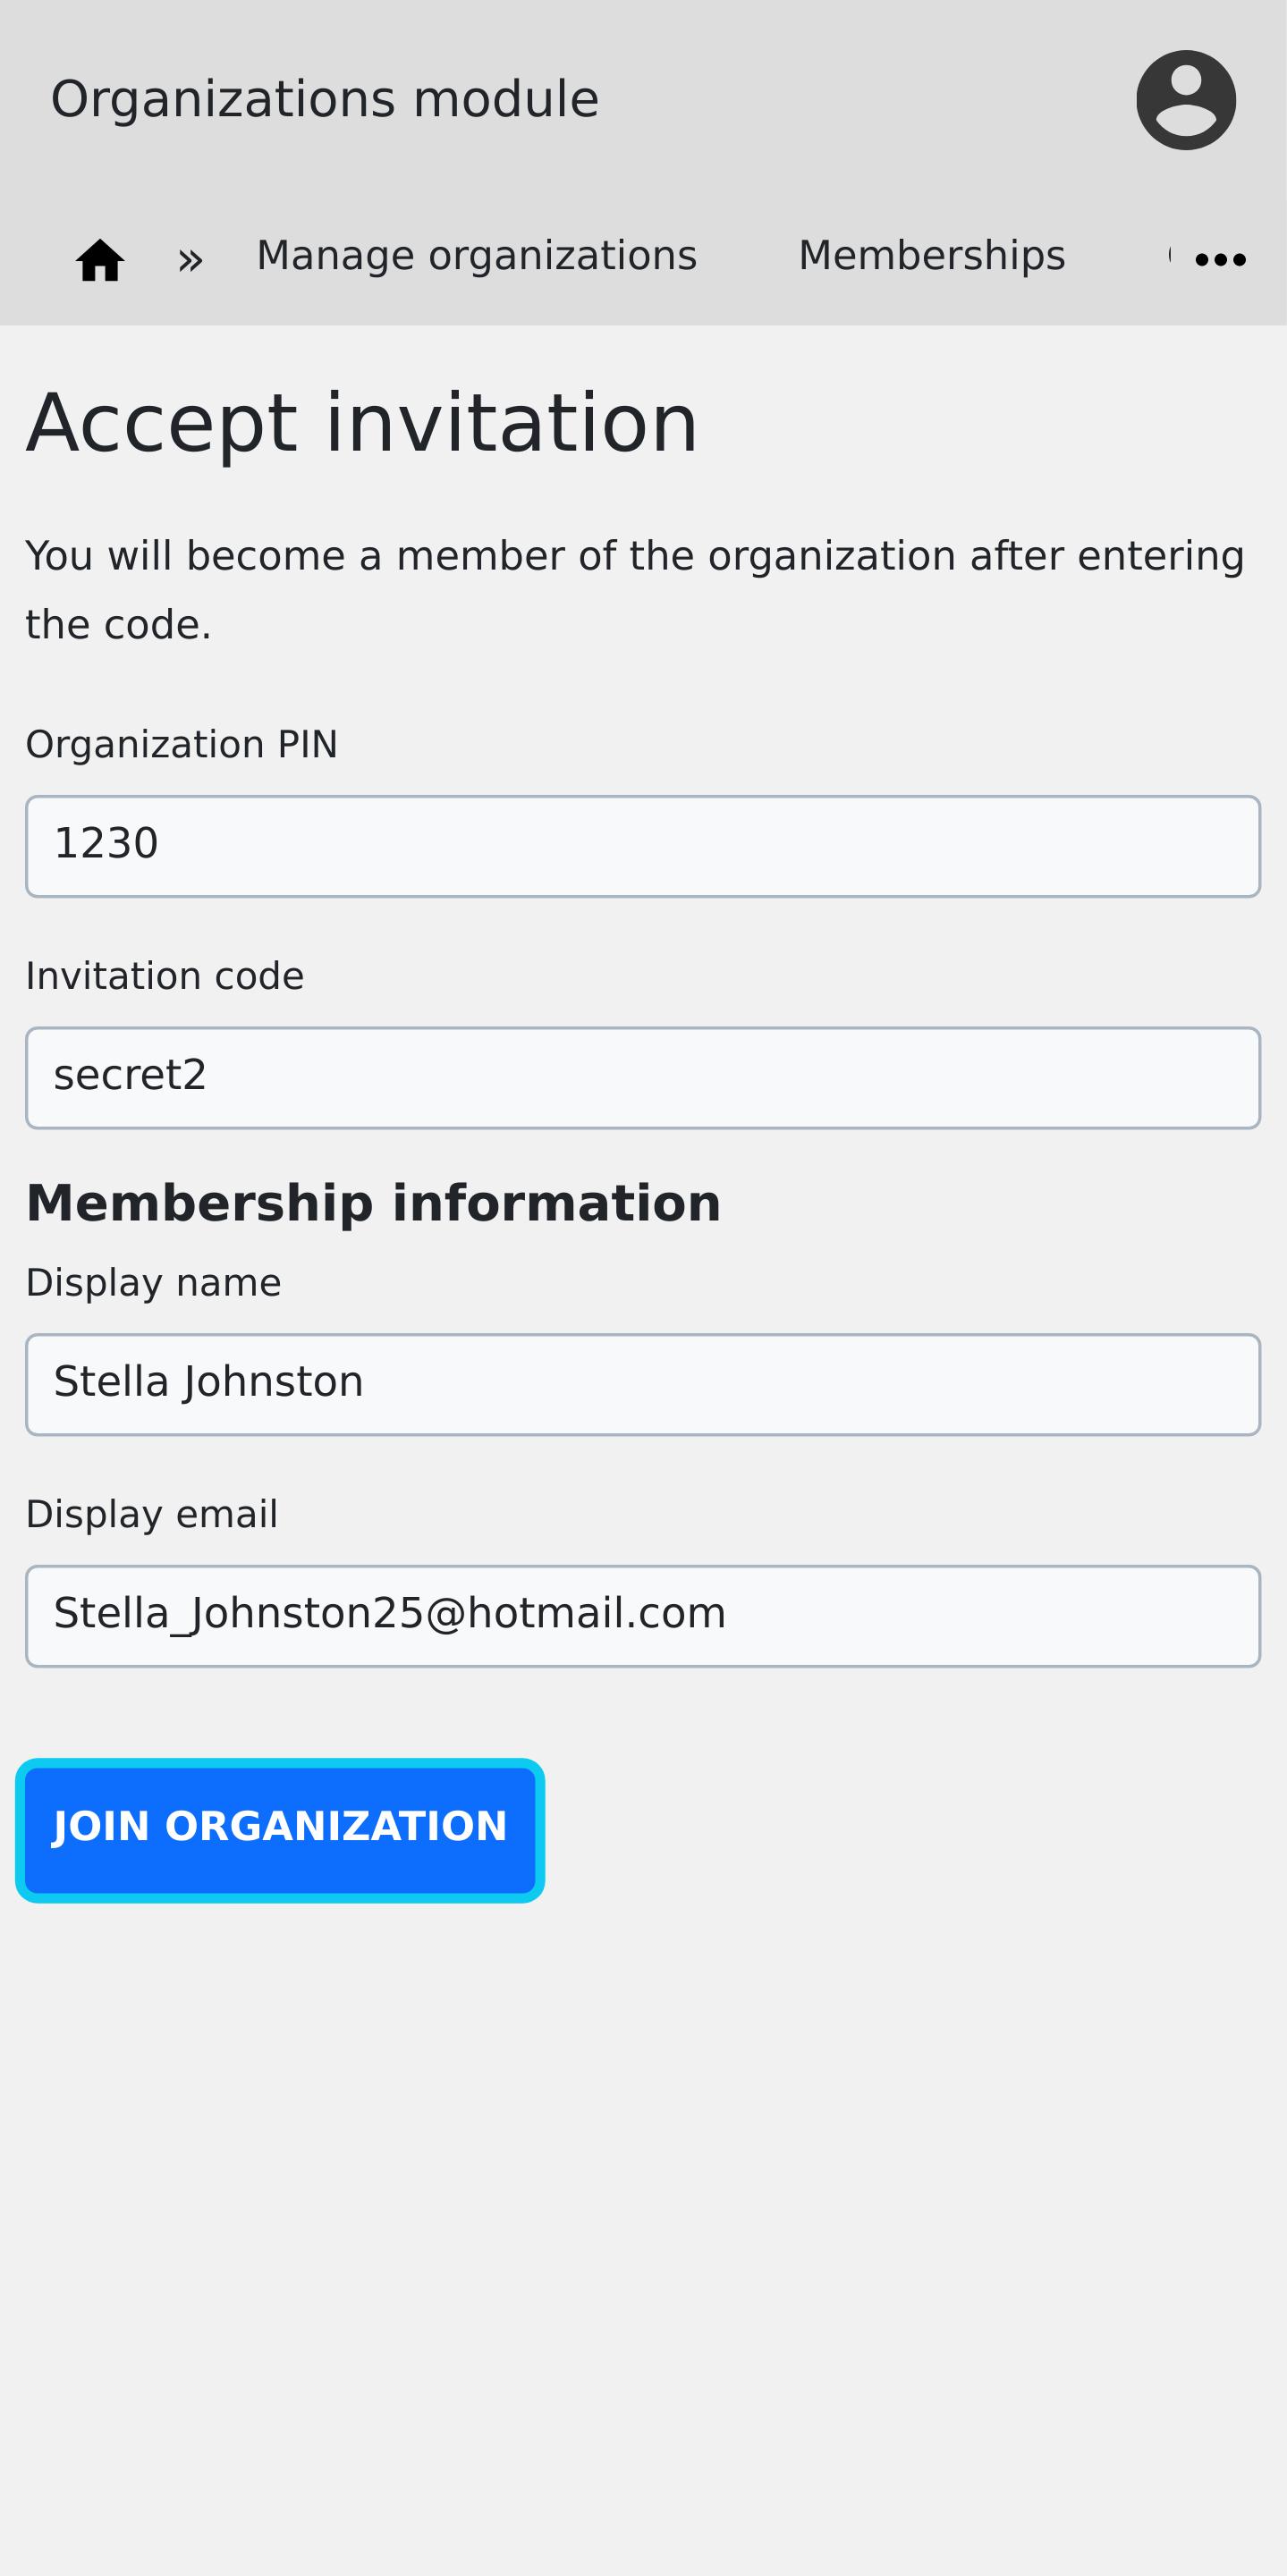 Organizations module
» Manage organizations Memberships
Accept invitation
You will become a member of the organization after entering
the code.
Organization PIN
1230
Invitation code
secret2
Membership information
Display name
Stella Johnston
Display email
Stella_Johnston25@hotmail.com
JOIN ORGANIZATION